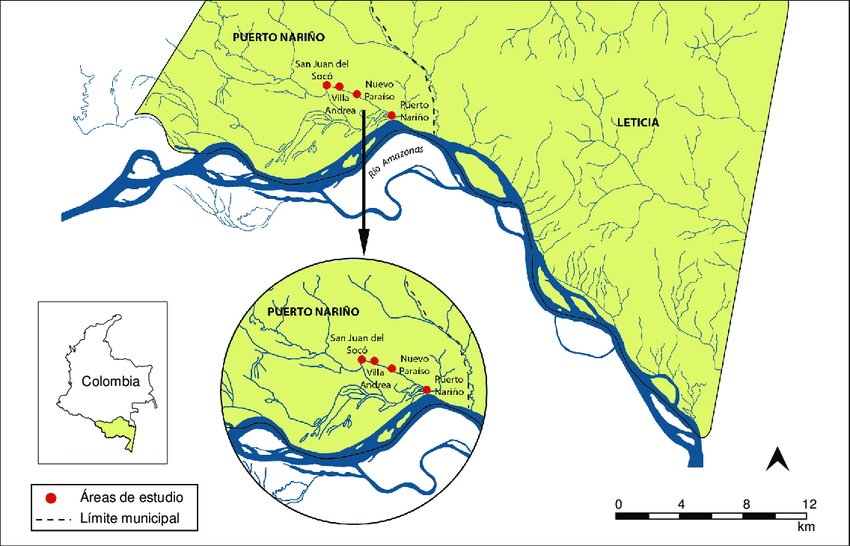 PUERTO NARIÑO
San Juan del
Socó
Nuevo
Paraíso
Villa
Andrea
Puerto
Nariño
LETICIA
Río Amazonas
PUERTO NARIÑO
San Juan del
Socó
Nuevo
Paraíso
Villa
Andrea
Puerto
Nariño
Colombia
Áreas de estudio
Límite municipal
0 4 8 12
km